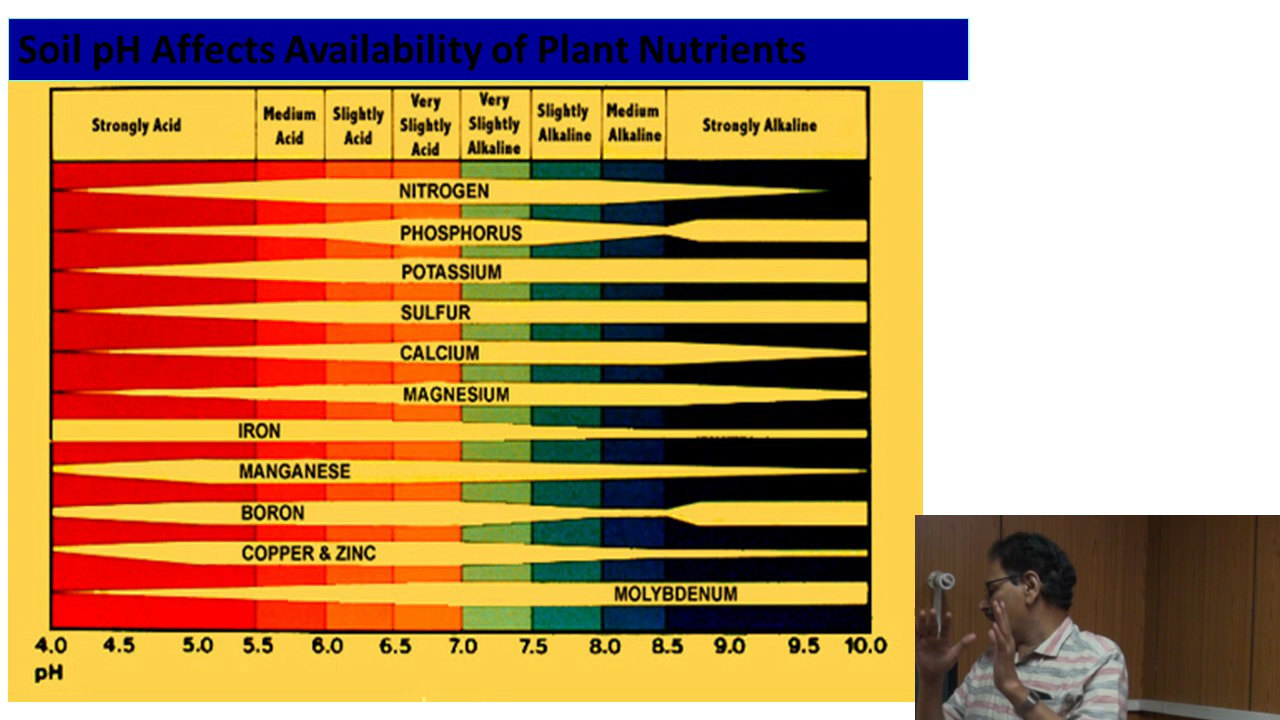 Soil pH Affects Availability of Plant Nutrients
Strongly Acid
Medium
Acid
Slightly
Acid
Very
Slightly
Acid
Very
Slightly
Alkaline
Slightly
Alkaline
Medium
Alkaline
Strongly Alkaline
NITROGEN
PHOSPHORUS
POTASSIUM
SULFUR
CALCIUM
MAGNESIUM
IRON
MANGANESE
BORON
COPPER & ZINC
MOLYBDENUM
4.0 4.5 5.0 5.5 6.0 6.5 7.0 7.5 8.0 8.5 9.0 9.5 10.0
pH